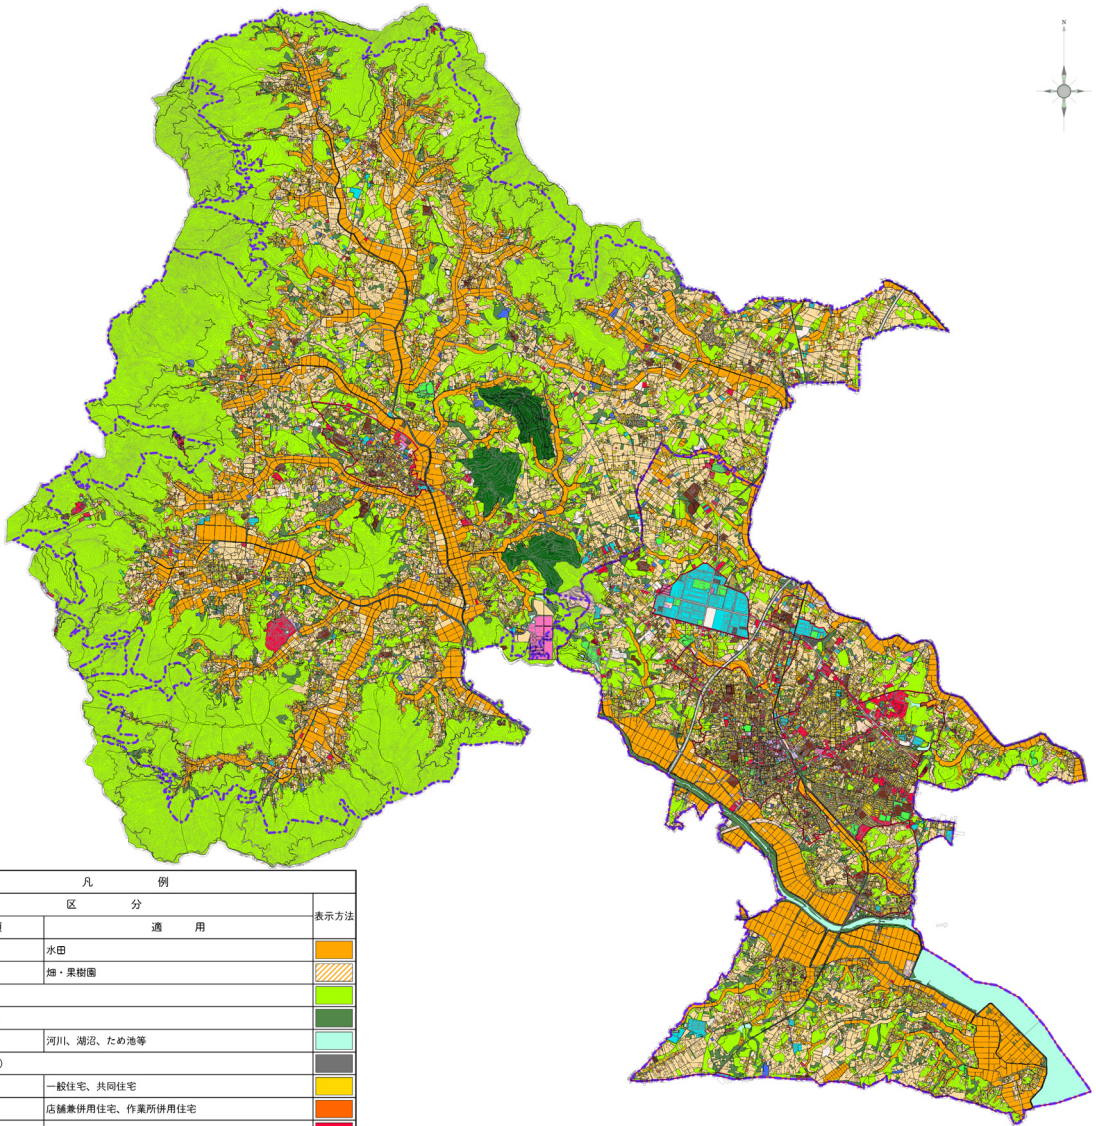 N
凡 例
区 分
表示方法
適 用
水田
畑・果樹園
河川、湖沼、ため池等
)
一般住宅、共同住宅
店舗兼併用住宅、作業所併用住宅